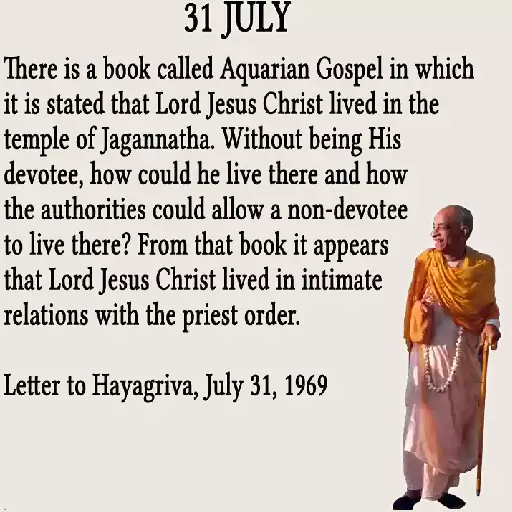 31 JULY
There is a book called Aquarian Gospel in which
it is stated that Lord Jesus Christ lived in the
temple of Jagannatha. Without being His
devotee, how could he live there and how
the authorities could allow a non-devotee
to live there? From that book it appears
that Lord Jesus Christ lived in intimate
relations with the priest order.
Letter to Hayagriva, July 31, 1969